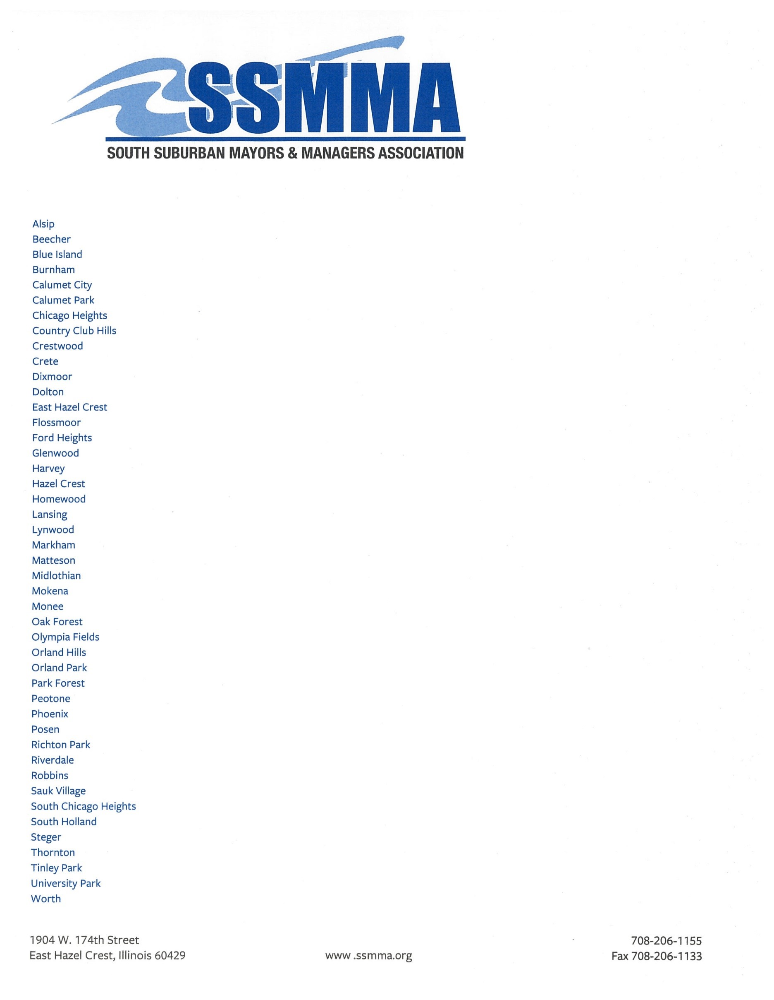 SSMMA
SOUTH SUBURBAN MAYORS & MANAGERS ASSOCIATION
Alsip
Beecher
Blue Island
Burnham
Calumet City
Calumet Park
Chicago Heights
Country Club Hills
Crestwood
Crete
Dixmoor
Dolton
East Hazel Crest
Flossmoor
Ford Heights
Glenwood
Harvey
Hazel Crest
Homewood
Lansing
Lynwood
Markham
Matteson
Midlothian
Mokena
Monee
Oak Forest
Olympia Fields
Orland Hills
Orland Park
Park Forest
Peotone
Phoenix
Posen
Richton Park
Riverdale
Robbins
Sauk Village
South Chicago Heights
South Holland
Steger
Thornton
Tinley Park
University Park
Worth
1904 W. 174th Street
East Hazel Crest, Illinois 60429
www .ssmma.org
708-206-1155
Fax 708-206-1133